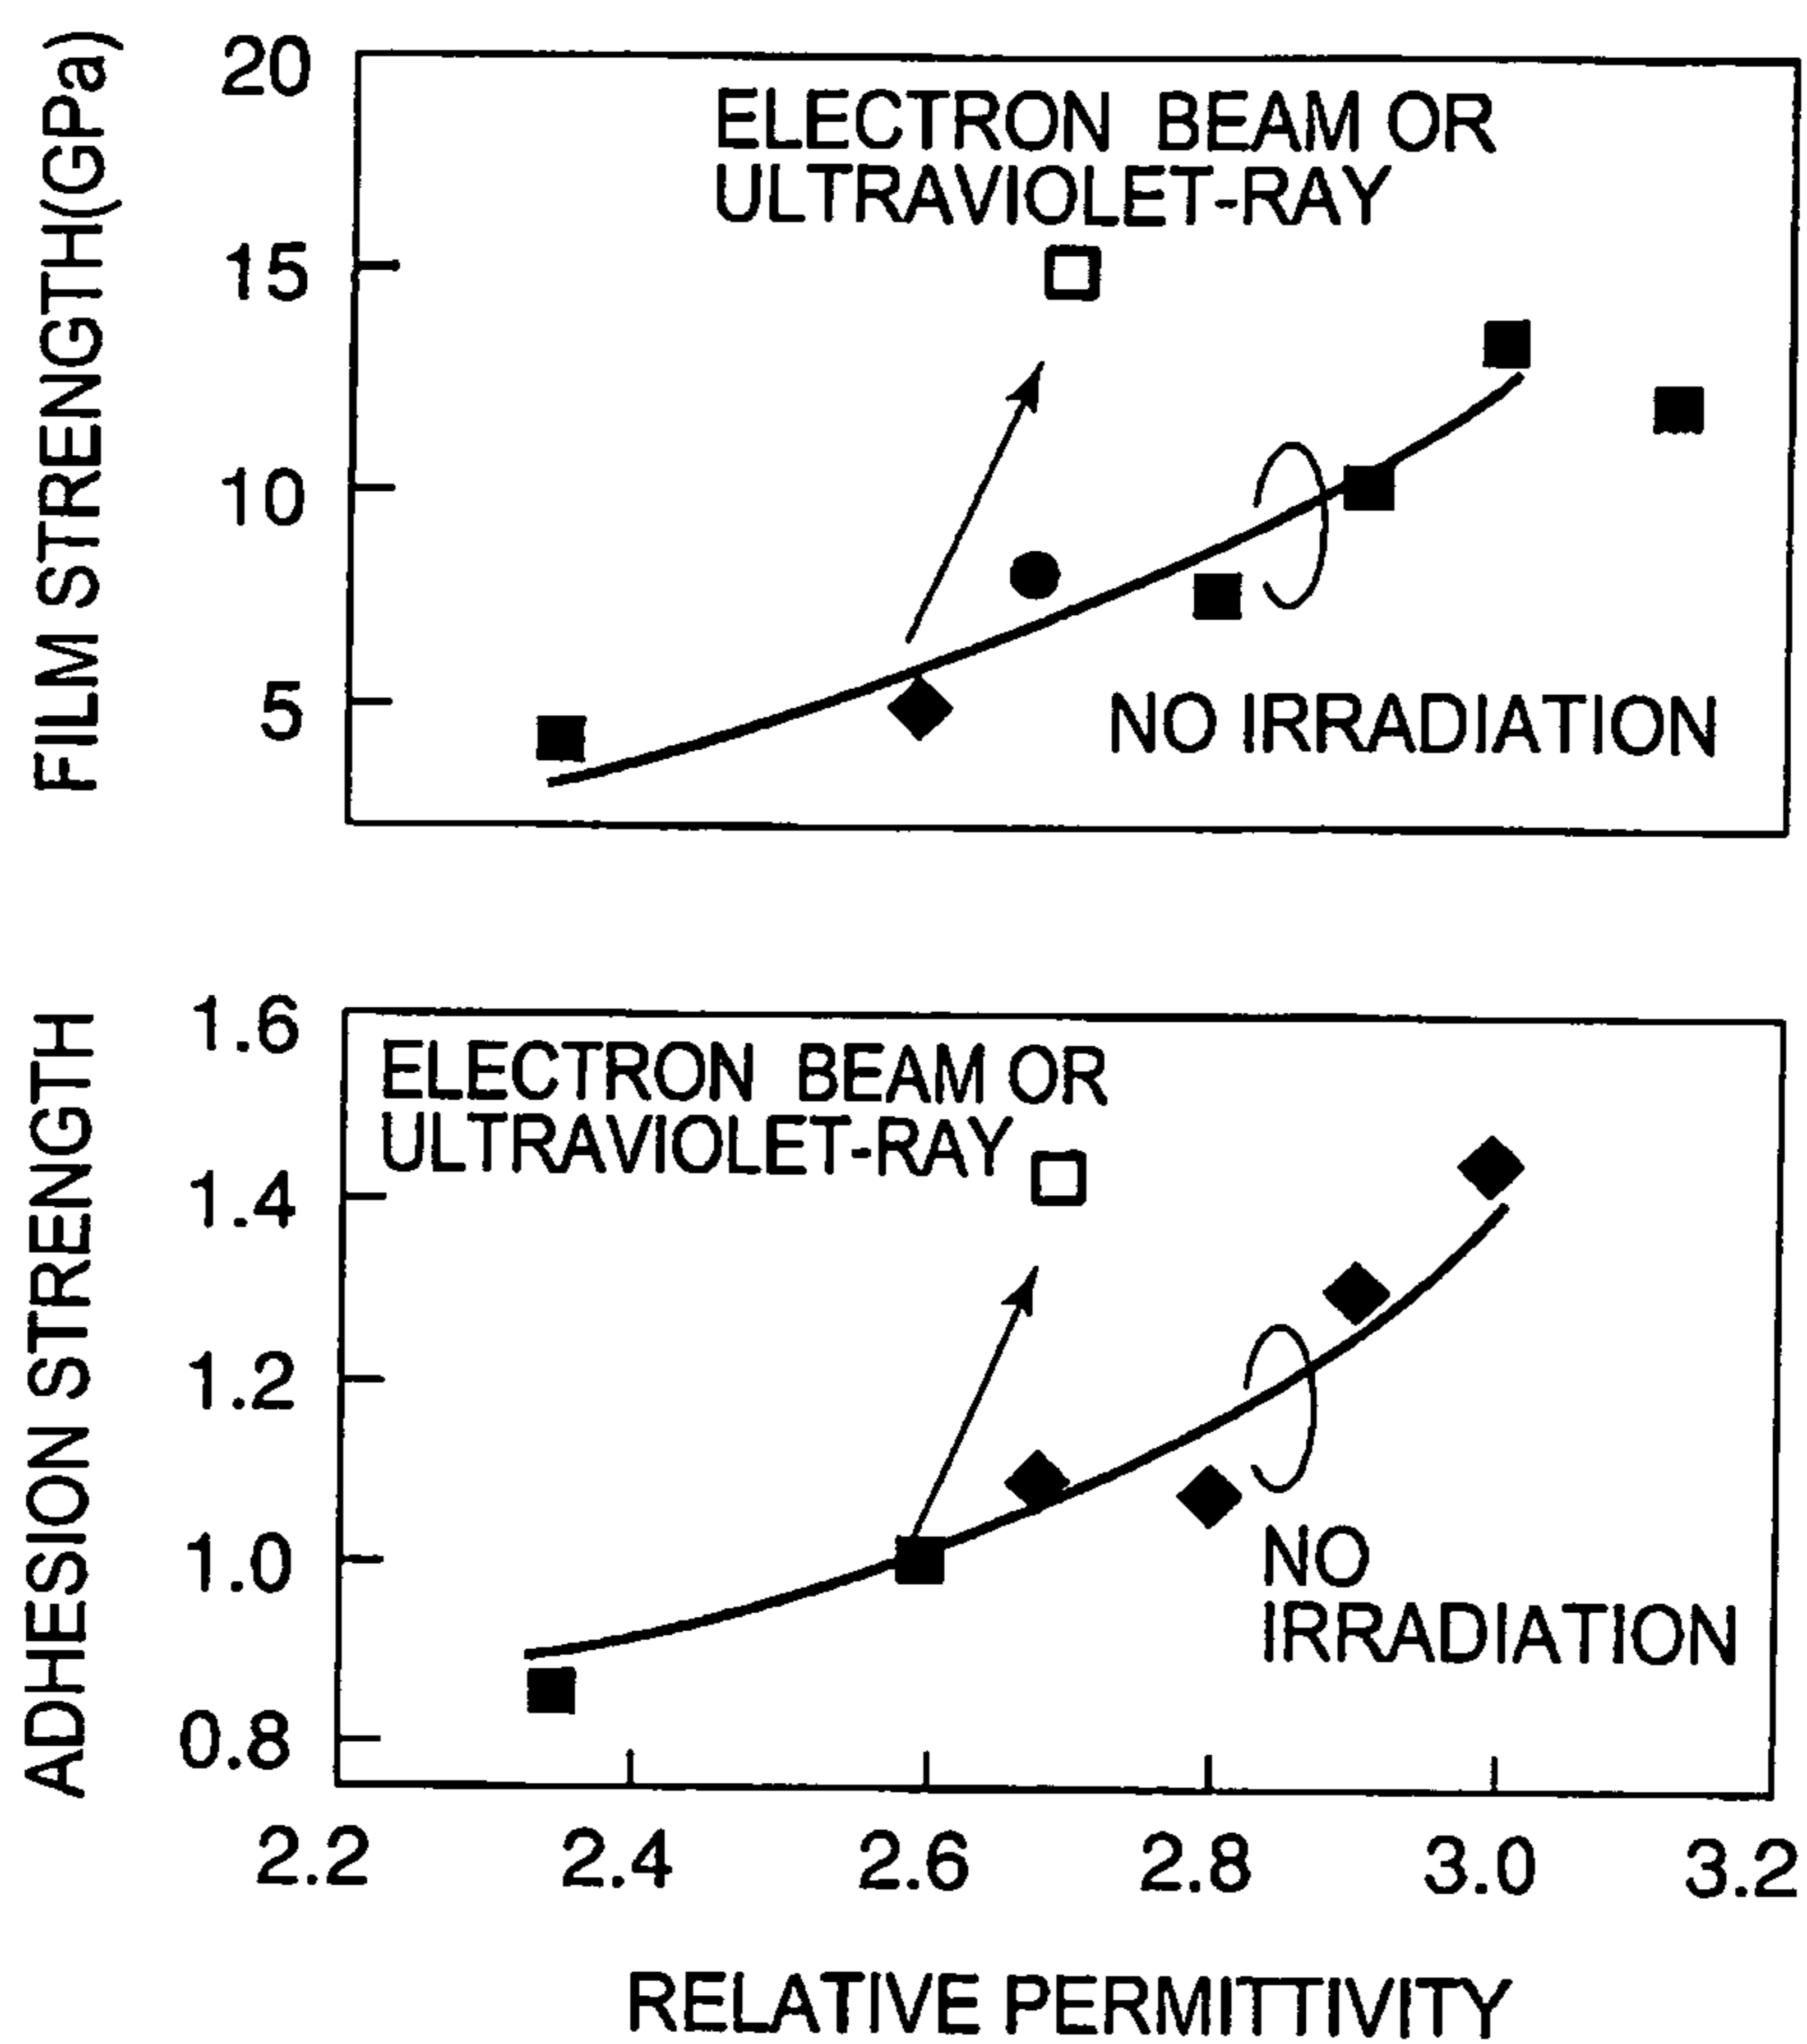 FILM STRENGTH(GPa)
20
15
10
5
ELECTRON BEAM OR
ULTRAVIOLET-RAY
NO IRRADIATION
ADHESION STRENGTH
1.6
1.4
1.2
1.0
0.8
ELECTRON BEAM OR
ULTRAVIOLET-RAY
NO
IRRADIATION
2.2 2.4 2.6 2.8 3.0 3.2
RELATIVE PERMITTIVITY